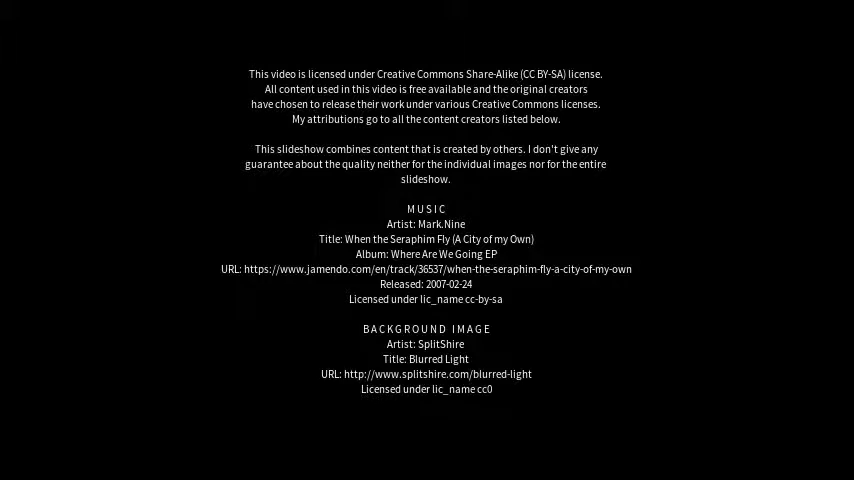 This video is licensed under Creative Commons Share-Alike (CC BY-SA) license.
All content used in this video is free available and the original creators
have chosen to release their work under various Creative Commons licenses.
My attributions go to all the content creators listed below.
This slideshow combines content that is created by others. I don't give any
guarantee about the quality neither for the individual images nor for the entire
slideshow.
MUSIC
Artist: Mark.Nine
Title: When the Seraphim Fly (A City of my Own)
Album: Where Are We Going EP
URL: https://www.jamendo.com/en/track/36537/when-the-seraphim-fly-a-city-of-my-own
Released: 2007-02-24
Licensed under lic_name cc-by-sa
BACKGROUND IMAGE
Artist: SplitShire
Title: Blurred Light
URL: http://www.splitshire.com/blurred-light
Licensed under lic_name cc0